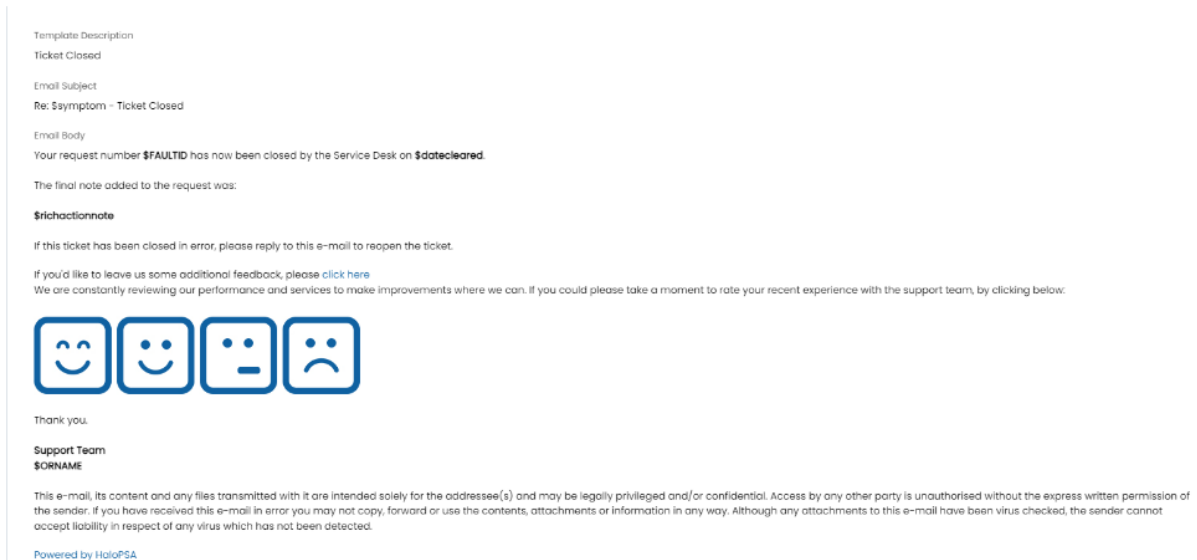 Template Description
Ticket Closed
Email Subject
Re: $symptom - Ticket Closed
Email Body
Your request number $FAULTID has now been closed by the Service Desk on $datecleared.
The final note added to the request was:
$richactionnote
If this ticket has been closed in error, please reply to this e-mail to reopen the ticket.
If you'd like to leave us some additional feedback, please click here
We are constantly reviewing our performance and services to make improvements where we can. If you could please take a moment to rate your recent experience with the support team, by clicking below:
Thank you.
Support Team
$ORNAME
This e-mail, its content and any files transmitted with it are intended solely for the addressee(s) and may be legally privileged and/or confidential. Access by any other party is unauthorised without the express written permission of
the sender. If you have received this e-mail in error you may not copy, forward or use the contents, attachments or information in any way. Although any attachments to this e-mail have been virus checked, the sender cannot
accept liability in respect of any virus which has not been detected.
Powered by HaloPSA